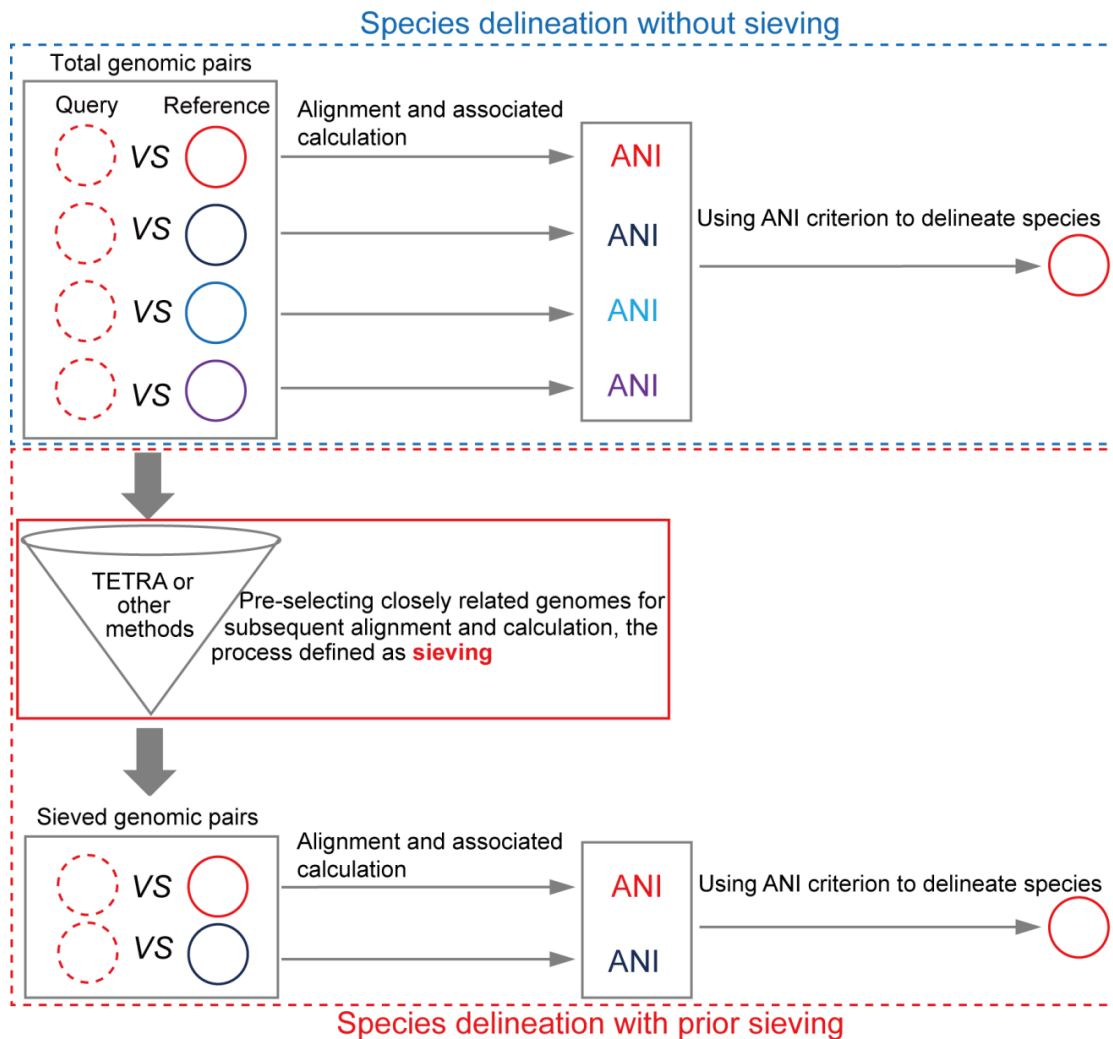 Species delineation without sieving
Total genomic pairs
Query Reference
Alignment and associated
calculation
VS
ANI
VS
ANI
Using ANI criterion to delineate species
VS
ANI
VS
ANI
TETRA or
other
methods
Pre-selecting closely related genomes for
subsequent alignment and calculation, the
process defined as sieving
Sieved genomic pairs
Alignment and associated
calculation
VS
ANI
Using ANI criterion to delineate species
VS
ANI
Species delineation with prior sieving